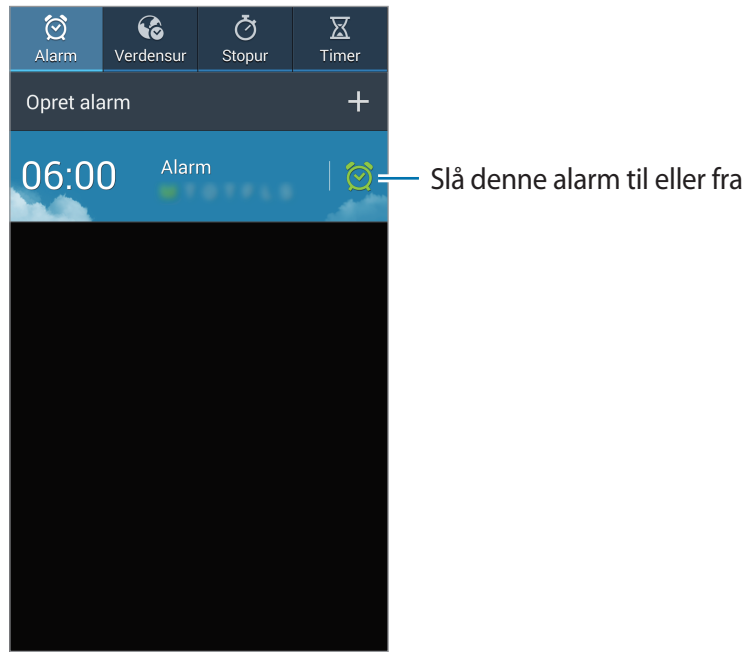 Alarm Verdensur Stopur Timer
Opret alarm
06:00 Alarm
Slå denne alarm til eller fra